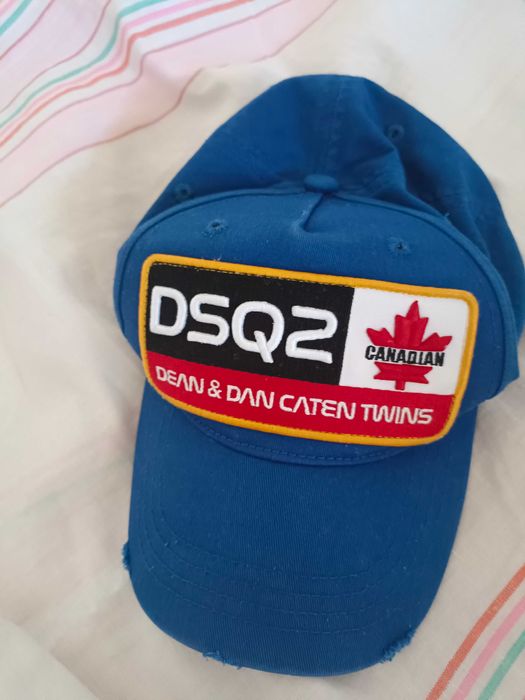 DSQ2
CANADIAN
DEAN & DAN CATEN TWINS